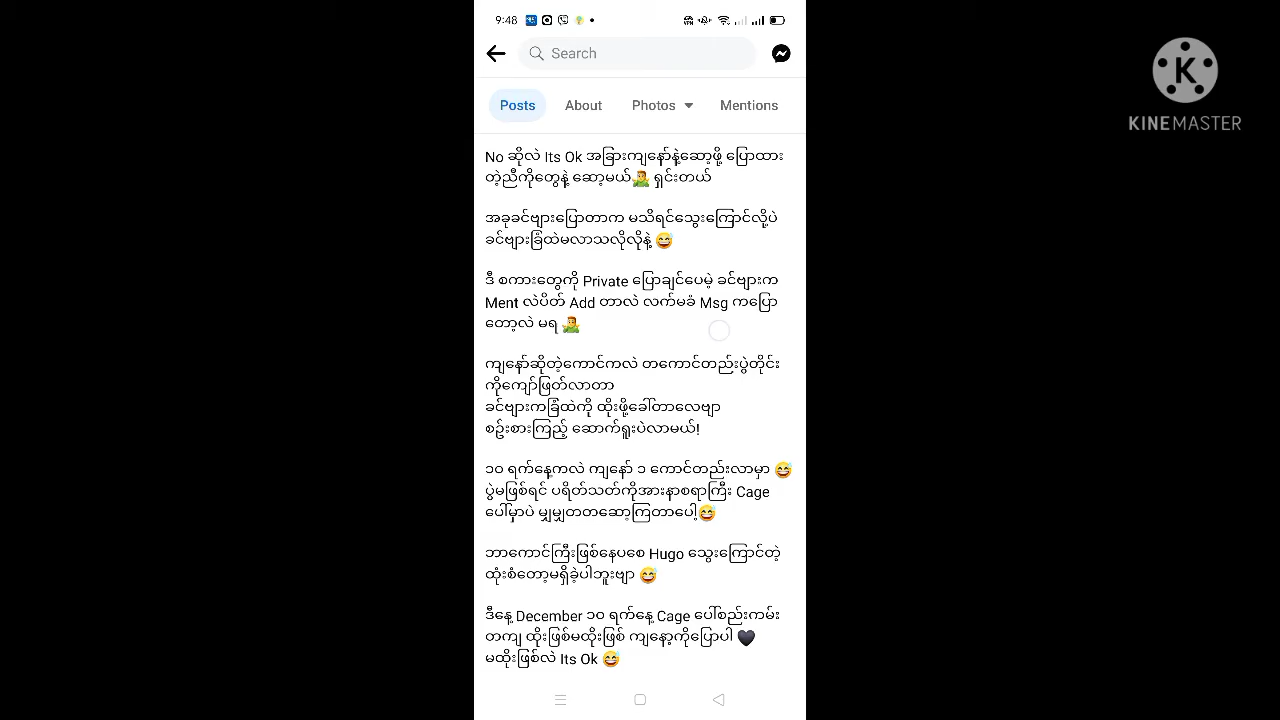 9:48
Search
Posts About Photos Mentions
No ဆိုလဲ Its Ok အခြားကျနော်နဲ့ဆော့ဖို့ ပြောထား
တဲ့ညီကိုတွေနဲ့ ဆော့မယ်🤷‍♂️ ရှင်းတယ်
အခုခင်ဗျားပြောတာက မသိရင်သွေးကြောင်လို့ပဲ
ခင်ဗျားခြံထဲမလာသလိုလိုနဲ့ 😅
ဒီ စကားတွေကို Private ပြောချင်ပေမဲ့ ခင်ဗျားက
Ment လဲပိတ် Add တာလဲ လက်မခံ Msg ကပြော
တော့လဲ မရ 🤷‍♂️
ကျနော်ဆိုတဲ့ကောင်ကလဲ တကောင်တည်းပွဲတိုင်း
ကိုကျော်ဖြတ်လာတာ
ခင်ဗျားကခြံထဲကို ထိုးဖို့ခေါ်တာလေဗျာ
စဥ်းစားကြည့် ဆောက်ရူးပဲလာမယ်!
၁၀ ရက်နေ့ကလဲ ကျနော် ၁ ကောင်တည်းလာမှာ 😅
ပွဲမဖြစ်ရင် ပရိတ်သတ်ကိုအားနာစရာကြီး Cage
ပေါ်မှာပဲ မျှမျှတတဆော့ကြတာပေါ့😅
ဘာကောင်ကြီးဖြစ်နေပစေ Hugo သွေးကြောင်တဲ့
ထုံးစံတော့မရှိခဲ့ပါဘူးဗျာ 😅
ဒီနေ့ December ၁၀ ရက်နေ့ Cage ပေါ်စည်းကမ်း
တကျ ထိုးဖြစ်မထိုးဖြစ် ကျနော့ကိုပြောပါ 🖤
မထိုးဖြစ်လဲ Its Ok 😅
K
KINEMASTER